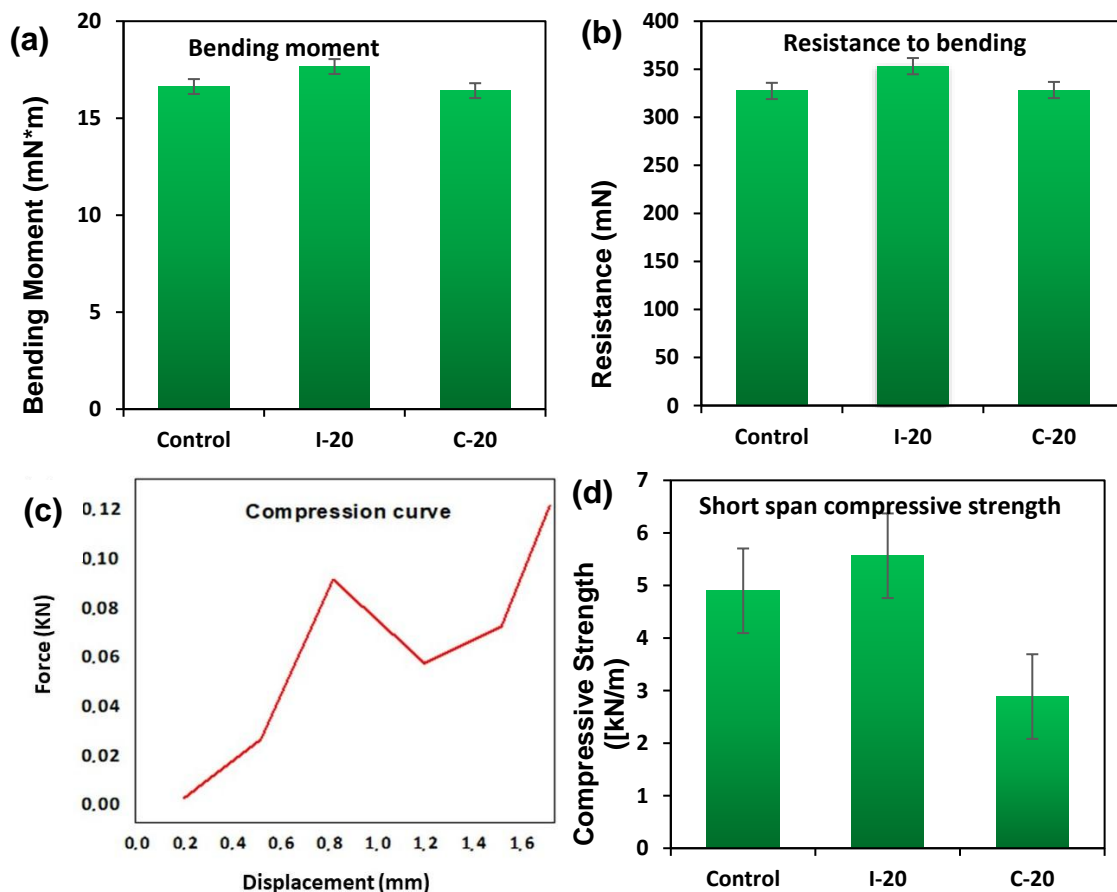 (a)
Bending moment
Bending Moment (mN*m)
20
15
10
5
0
Control
I-20
C-20
(b)
Resistance to bending
Resistance (mN)
400
350
300
250
200
150
100
50
0
Control
I-20
C-20
(c)
Compression curve
Force (KN)
0,12
0,10
0,08
0,06
0,04
0,02
0,00
0,0
0,2
0,4
0,6
0,8
1,0
1,2
1,4
1,6
Displacement (mm)
(d)
Short span compressive strength
Compressive Strength
([kN/m)
7
6
5
4
3
2
1
0
Control
I-20
C-20